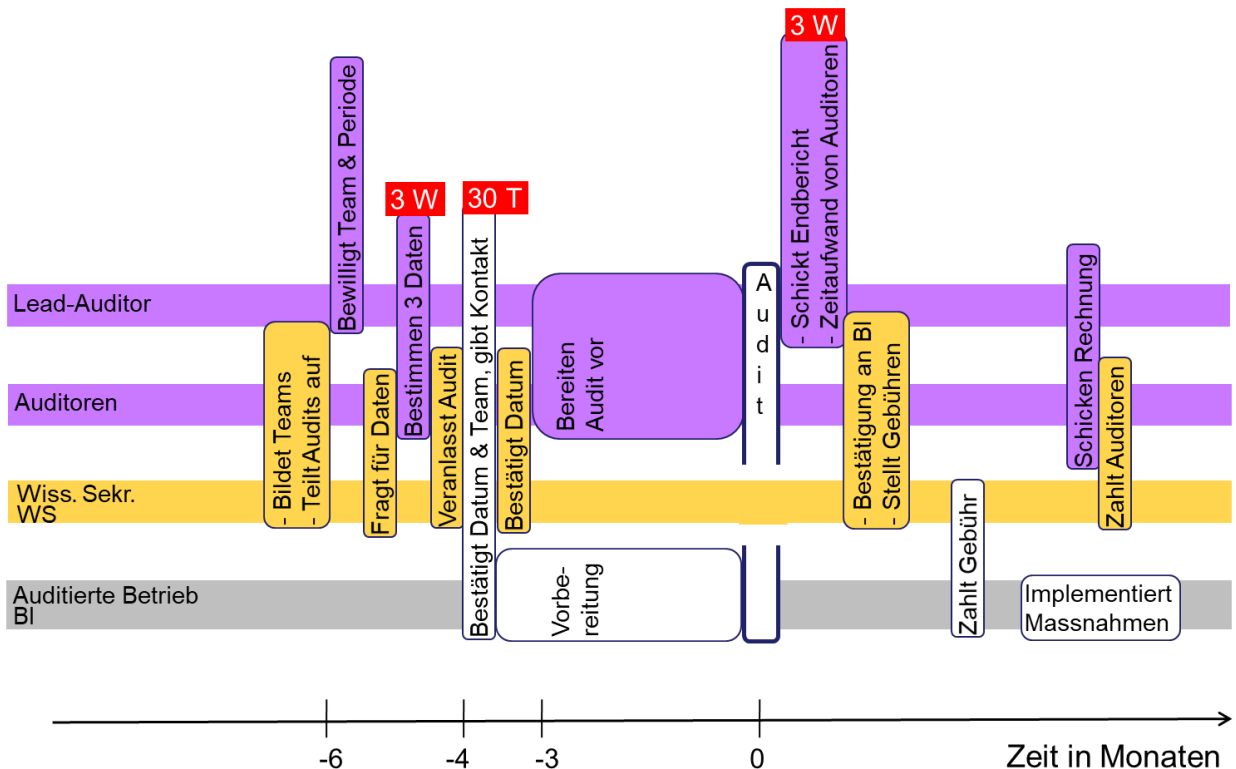 3 W
Bewilligt Team & Periode
3 W
30 T
- Schickt Endbericht
- Zeitaufwand von Auditoren
Lead-Auditor
Auditoren
Wiss. Sekr.
WS
Auditierte Betrieb
BI
- Bildet Teams
- Teilt Audits auf
Fragt für Daten
Bestimmen 3 Daten
Veranlasst Audit
Bestätigt Datum & Team, gibt Kontakt
Bestätigt Datum
Bereiten
Audit vor
Vorbe-
reitung
A
u
d
i
t
- Bestätigung an BI
- Stellt Gebühren
Zahlt Gebühr
Schicken Rechnung
Zahlt Auditoren
Implementiert
Massnahmen
-6
-4
-3
0
Zeit in Monaten